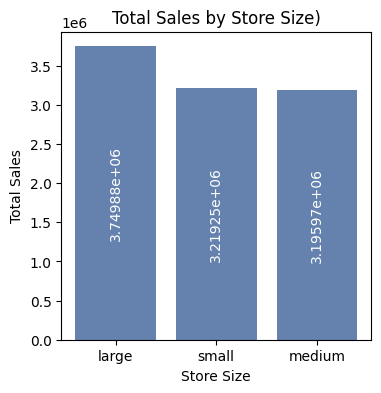 Total Sales by Store Size)
1e6
Total Sales
3.5
3.0
2.5
2.0
1.5
1.0
0.5
0.0
3.74988e+06
3.21925e+06
3.19597e+06
large small medium
Store Size